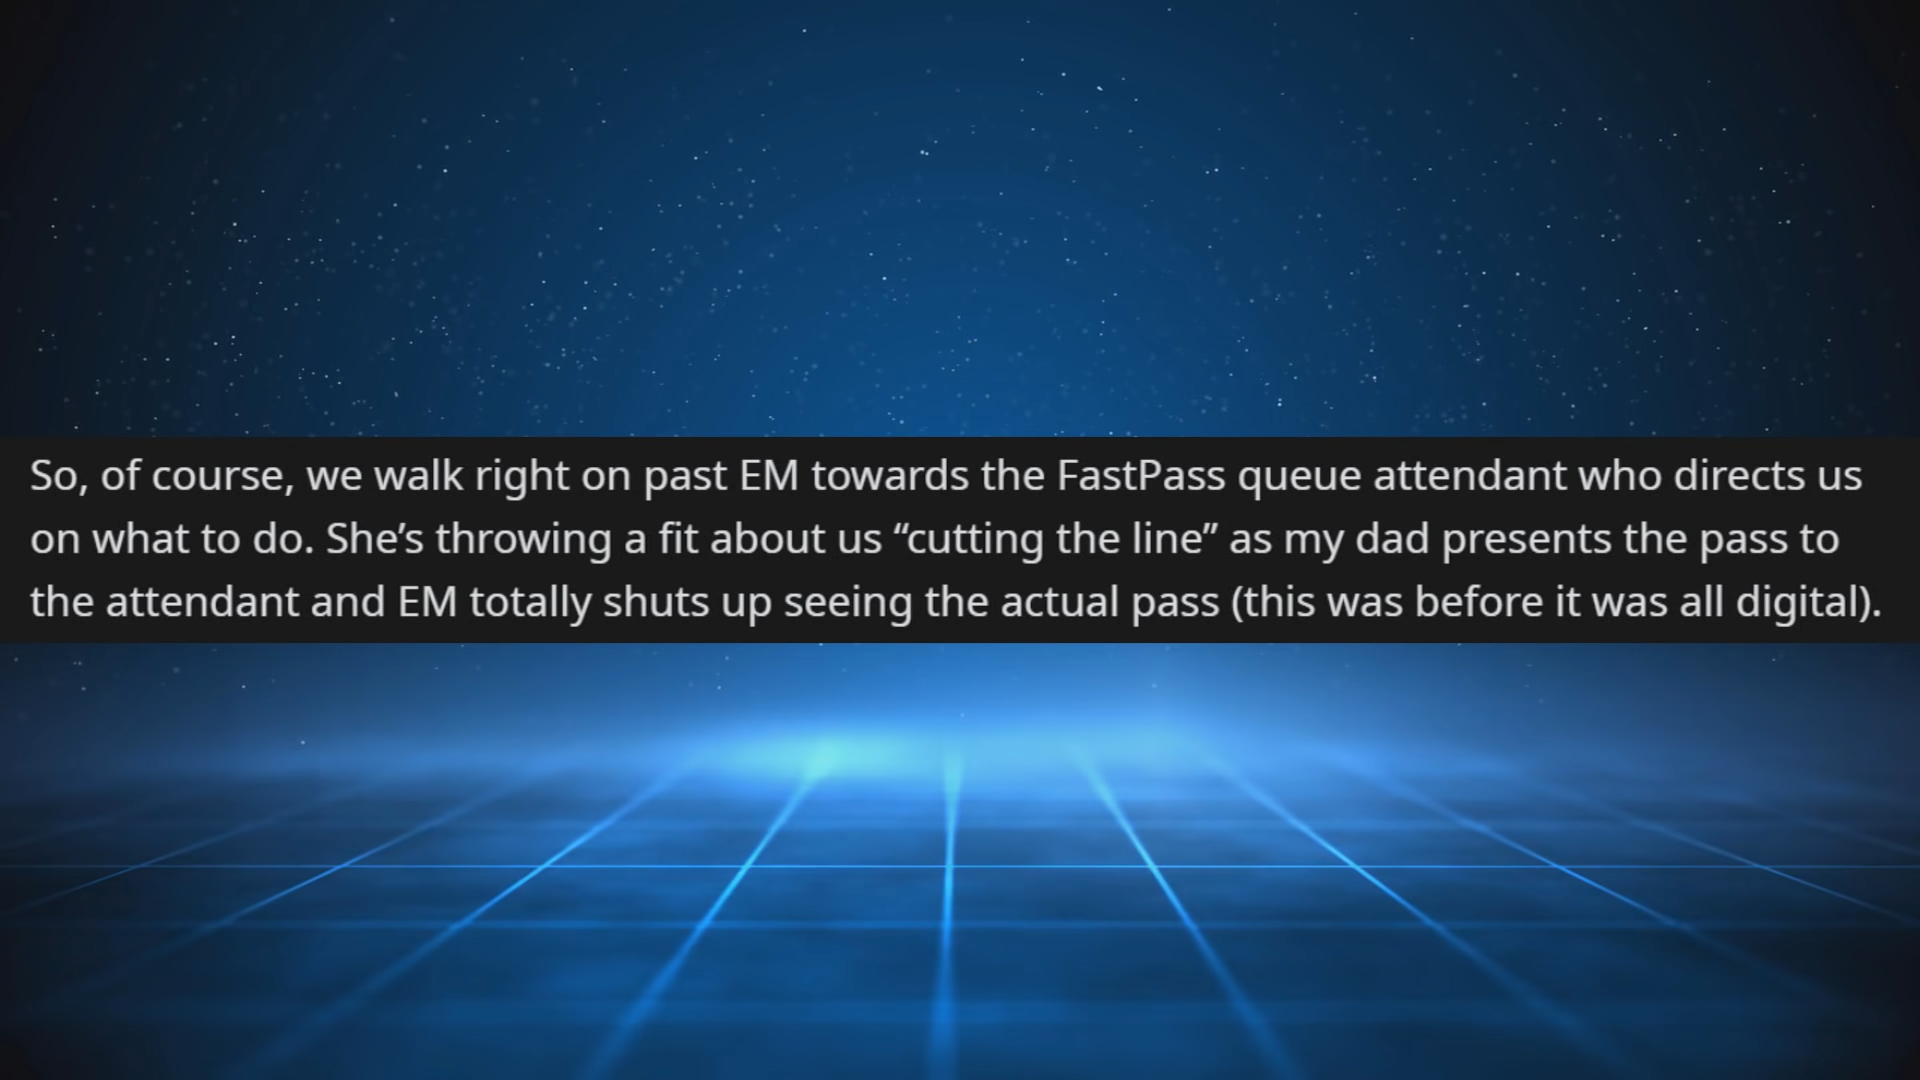 So, of course, we walk right on past EM towards the FastPass queue attendant who directs us
on what to do. She’s throwing a fit about us “cutting the line” as my dad presents the pass to
the attendant and EM totally shuts up seeing the actual pass (this was before it was all digital).